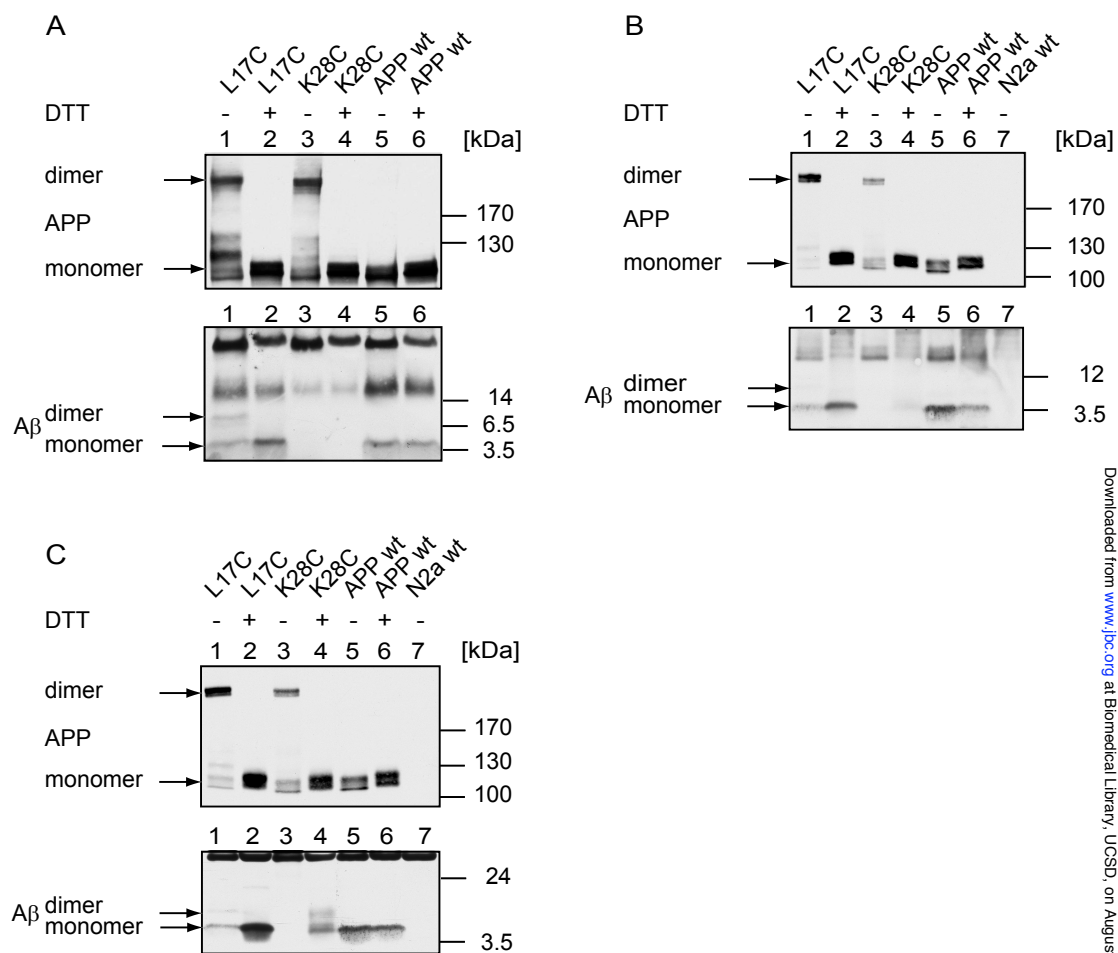 A
L17C L17C K28C K28C APP wt APP wt
DTT - + - + - +
1 2 3 4 5 6 [kDa]
dimer
170
APP
130
monomer
1 2 3 4 5 6
14
Aβ dimer
6.5
monomer
3.5
B
L17C L17C K28C K28C APP wt APP wt N2a wt
DTT - + - + - + -
1 2 3 4 5 6 7 [kDa]
dimer
170
APP
130
monomer
100
1 2 3 4 5 6 7
12
Aβ dimer
monomer
3.5
C
L17C L17C K28C K28C APP wt APP wt N2a wt
DTT - + - + - + -
1 2 3 4 5 6 7 [kDa]
dimer
170
APP
130
monomer
100
1 2 3 4 5 6 7
24
Aβ dimer
monomer
3.5
Downloaded from www.jbc.org at Biomedical Library, UCSD, on